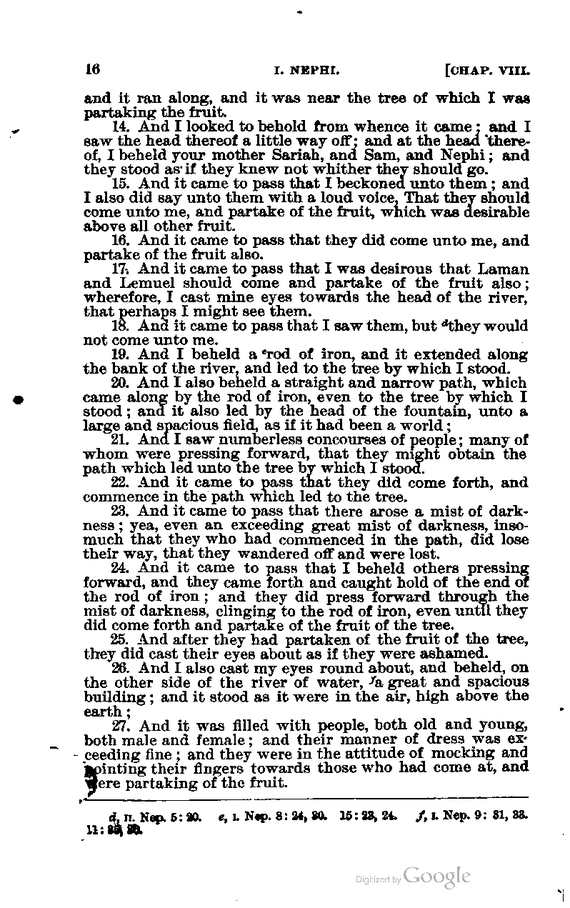 16 I. NEPHI. [CHAP. VIII.
and it ran along, and it was near the tree of which I was
partaking the fruit.
14. And I looked to behold from whence it came; and I
saw the head thereof a little way off; and at the head there-
of, I beheld your mother Sariah, and Sam, and Nephi; and
they stood as if they knew not whither they should go.
15. And it came to pass that I beckoned unto them; and
I also did say unto them with a loud voice, That they should
come unto me, and partake of the fruit, which was desirable
above all other fruit.
16. And it came to pass that they did come unto me, and
partake of the fruit also.
17. And it came to pass that I was desirous that Laman
and Lemuel should come and partake of the fruit also;
wherefore, I cast mine eyes towards the head of the river,
that perhaps I might see them.
18. And it came to pass that I saw them, but dthey would
not come unto me.
19. And I beheld a erod of iron, and it extended along
the bank of the river, and led to the tree by which I stood.
20. And I also beheld a straight and narrow path, which
came along by the rod of iron, even to the tree by which I
stood; and it also led by the head of the fountain, unto a
large and spacious field, as if it had been a world;
21. And I saw numberless concourses of people; many of
whom were pressing forward, that they might obtain the
path which led unto the tree by which I stood.
22. And it came to pass that they did come forth, and
commence in the path which led to the tree.
23. And it came to pass that there arose a mist of dark-
ness; yea, even an exceeding great mist of darkness, inso-
much that they who had commenced in the path, did lose
their way, that they wandered off and were lost.
24. And it came to pass that I beheld others pressing
forward, and they came forth and caught hold of the end of
the rod of iron; and they did press forward through the
mist of darkness, clinging to the rod of iron, even until they
did come forth and partake of the fruit of the tree.
25. And after they had partaken of the fruit of the tree,
they did cast their eyes about as if they were ashamed.
26. And I also cast my eyes round about, and beheld, on
the other side of the river of water, fa great and spacious
building; and it stood as it were in the air, high above the
earth;
27. And it was filled with people, both old and young,
both male and female; and their manner of dress was ex-
ceeding fine; and they were in the attitude of mocking and
pointing their fingers towards those who had come at, and
were partaking of the fruit.
d, II. Nep. 5: 20. e, I. Nep. 8: 24, 30. 15: 23, 24. f, I. Nep. 9: 31, 33.
11:
Digitized by Google